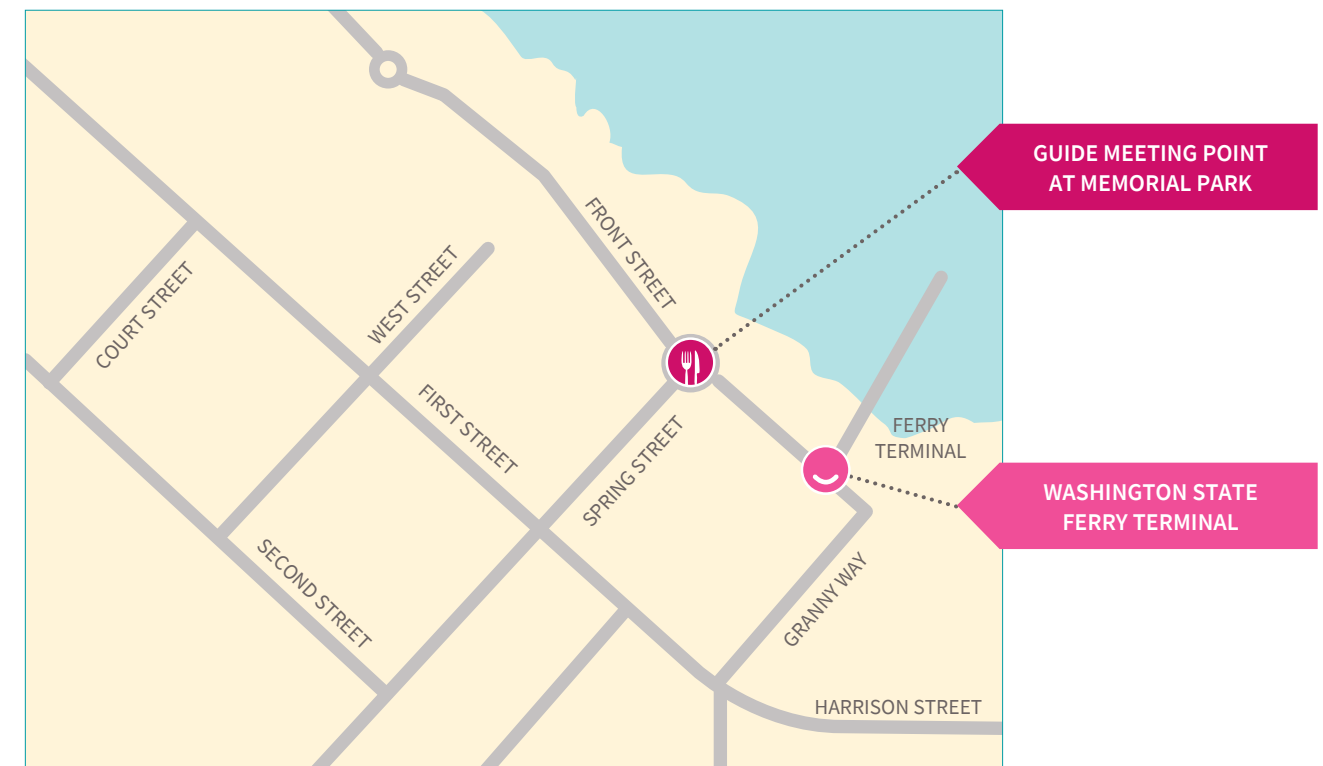 GUIDE MEETING POINT
AT MEMORIAL PARK
FRONT STREET
WEST STREET
COURT STREET
FIRST STREET
SPRING STREET
FERRY
TERMINAL
WASHINGTON STATE
FERRY TERMINAL
SECOND STREET
GRANNY WAY
HARRISON STREET